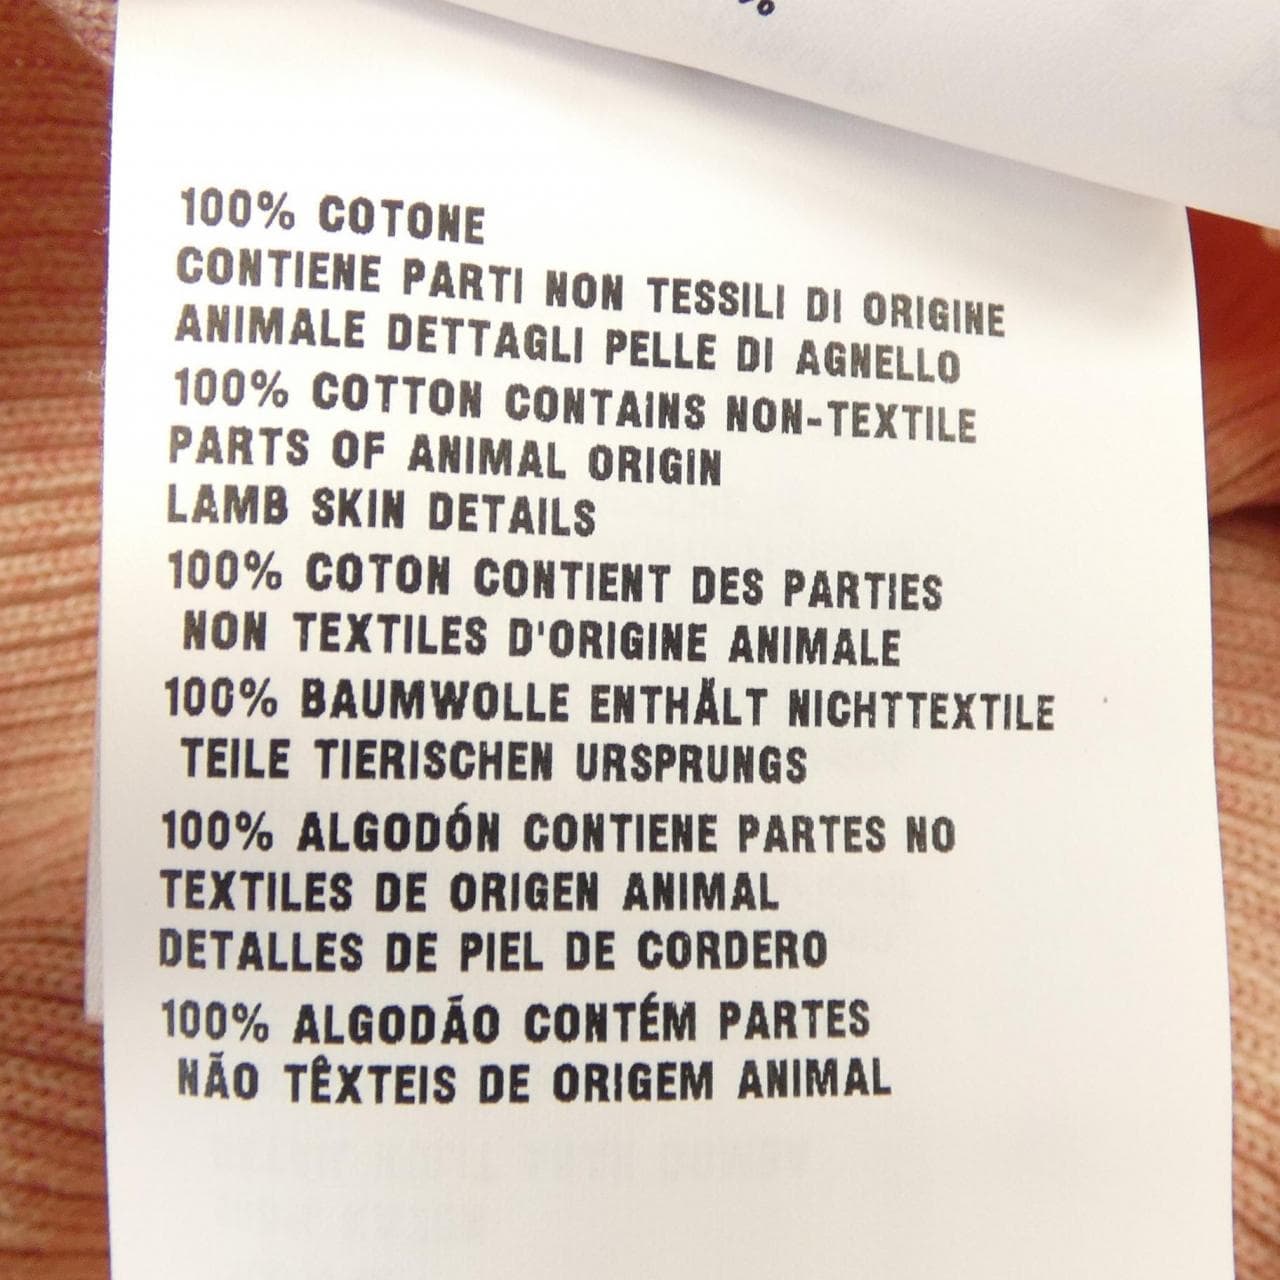 %
100% COTONE
CONTIENE PARTI NON TESSILI DI ORIGINE
ANIMALE DETTAGLI PELLE DI AGNELLO
100% COTTON CONTAINS NON-TEXTILE
PARTS OF ANIMAL ORIGIN
LAMB SKIN DETAILS
100% COTON CONTIENT DES PARTIES
NON TEXTILES D'ORIGINE ANIMALE
100% BAUMWOLLE ENTHÄLT NICHTTEXTILE
TEILE TIERISCHEN URSPRUNGS
100% ALGODÓN CONTIENE PARTES NO
TEXTILES DE ORIGEN ANIMAL
DETALLES DE PIEL DE CORDERO
100% ALGODÃO CONTÉM PARTES
NÃO TÊXTEIS DE ORIGEM ANIMAL